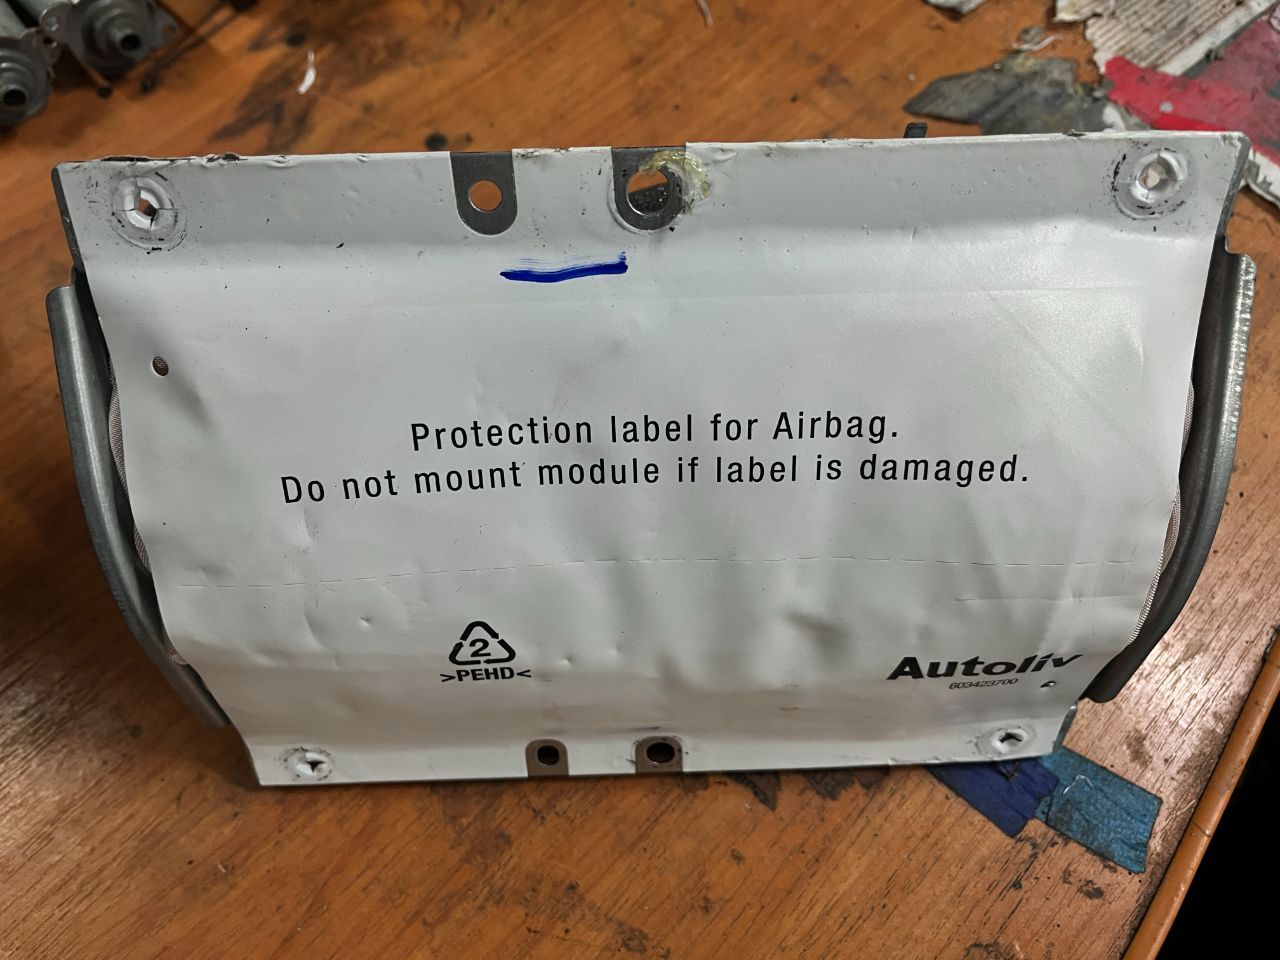 Protection label for Airbag.
Do not mount module if label is damaged.
2
>PEHD<
Autoliv
603423700